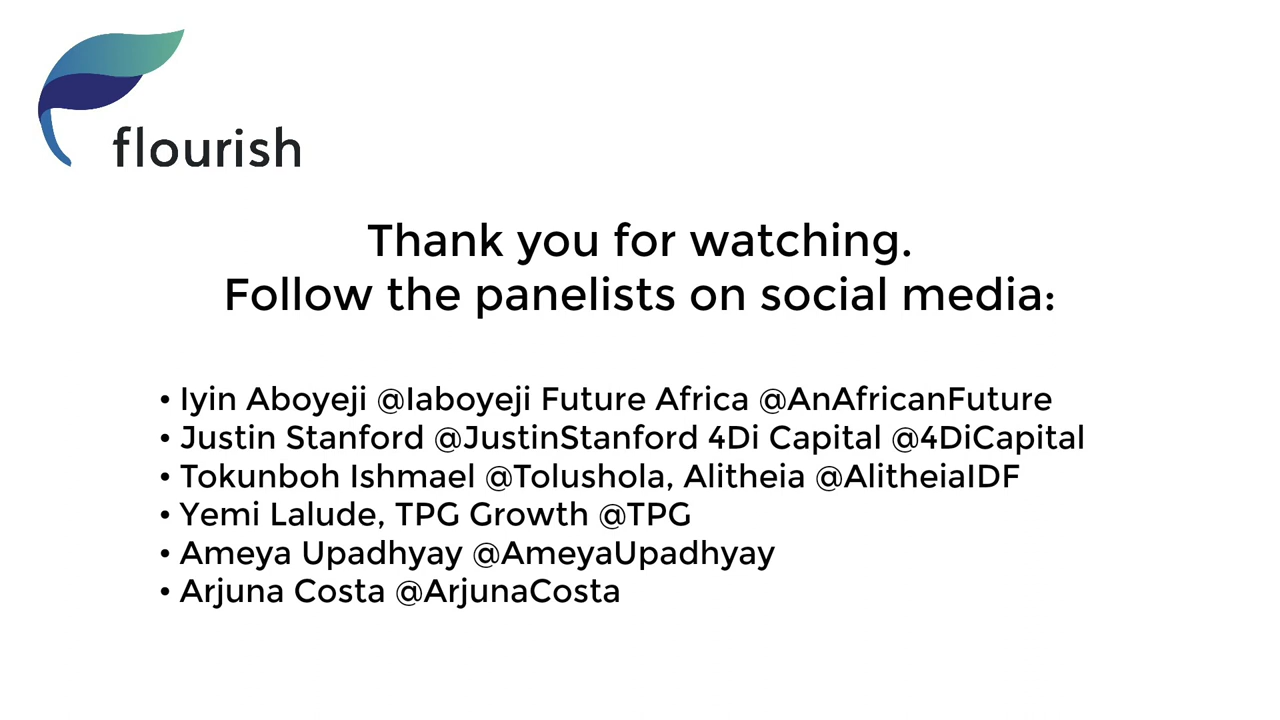 flourish
Thank you for watching.
Follow the panelists on social media:
• Iyin Aboyeji @Iaboyeji Future Africa @AnAfricanFuture
• Justin Stanford @JustinStanford 4Di Capital @4DiCapital
• Tokunboh Ishmael @Tolushola, Alitheia @AlitheiaIDF
• Yemi Lalude, TPG Growth @TPG
• Ameya Upadhyay @AmeyaUpadhyay
• Arjuna Costa @ArjunaCosta